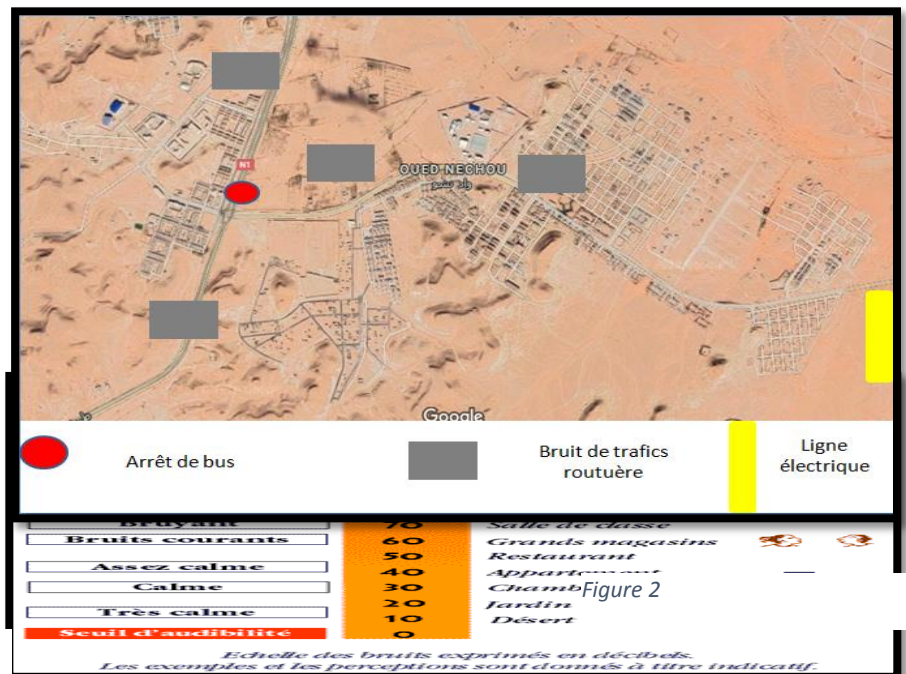 N1
OUED NECHOU
واد نشو
Google
Arrêt de bus
Bruit de trafics
routuère
Ligne
électrique
Bruyant 70 Salle de classe
Bruits courants 60 Grands magasins
50 Restaurant
Assez calme
40
Calme 30
Figure 2
20 Jardin
Très calme
10 Désert
Seuil d'audibilité 0
Echelle des bruits exprimés en décibels.
Les exemples et les perceptions sont donnés à titre indicatif.